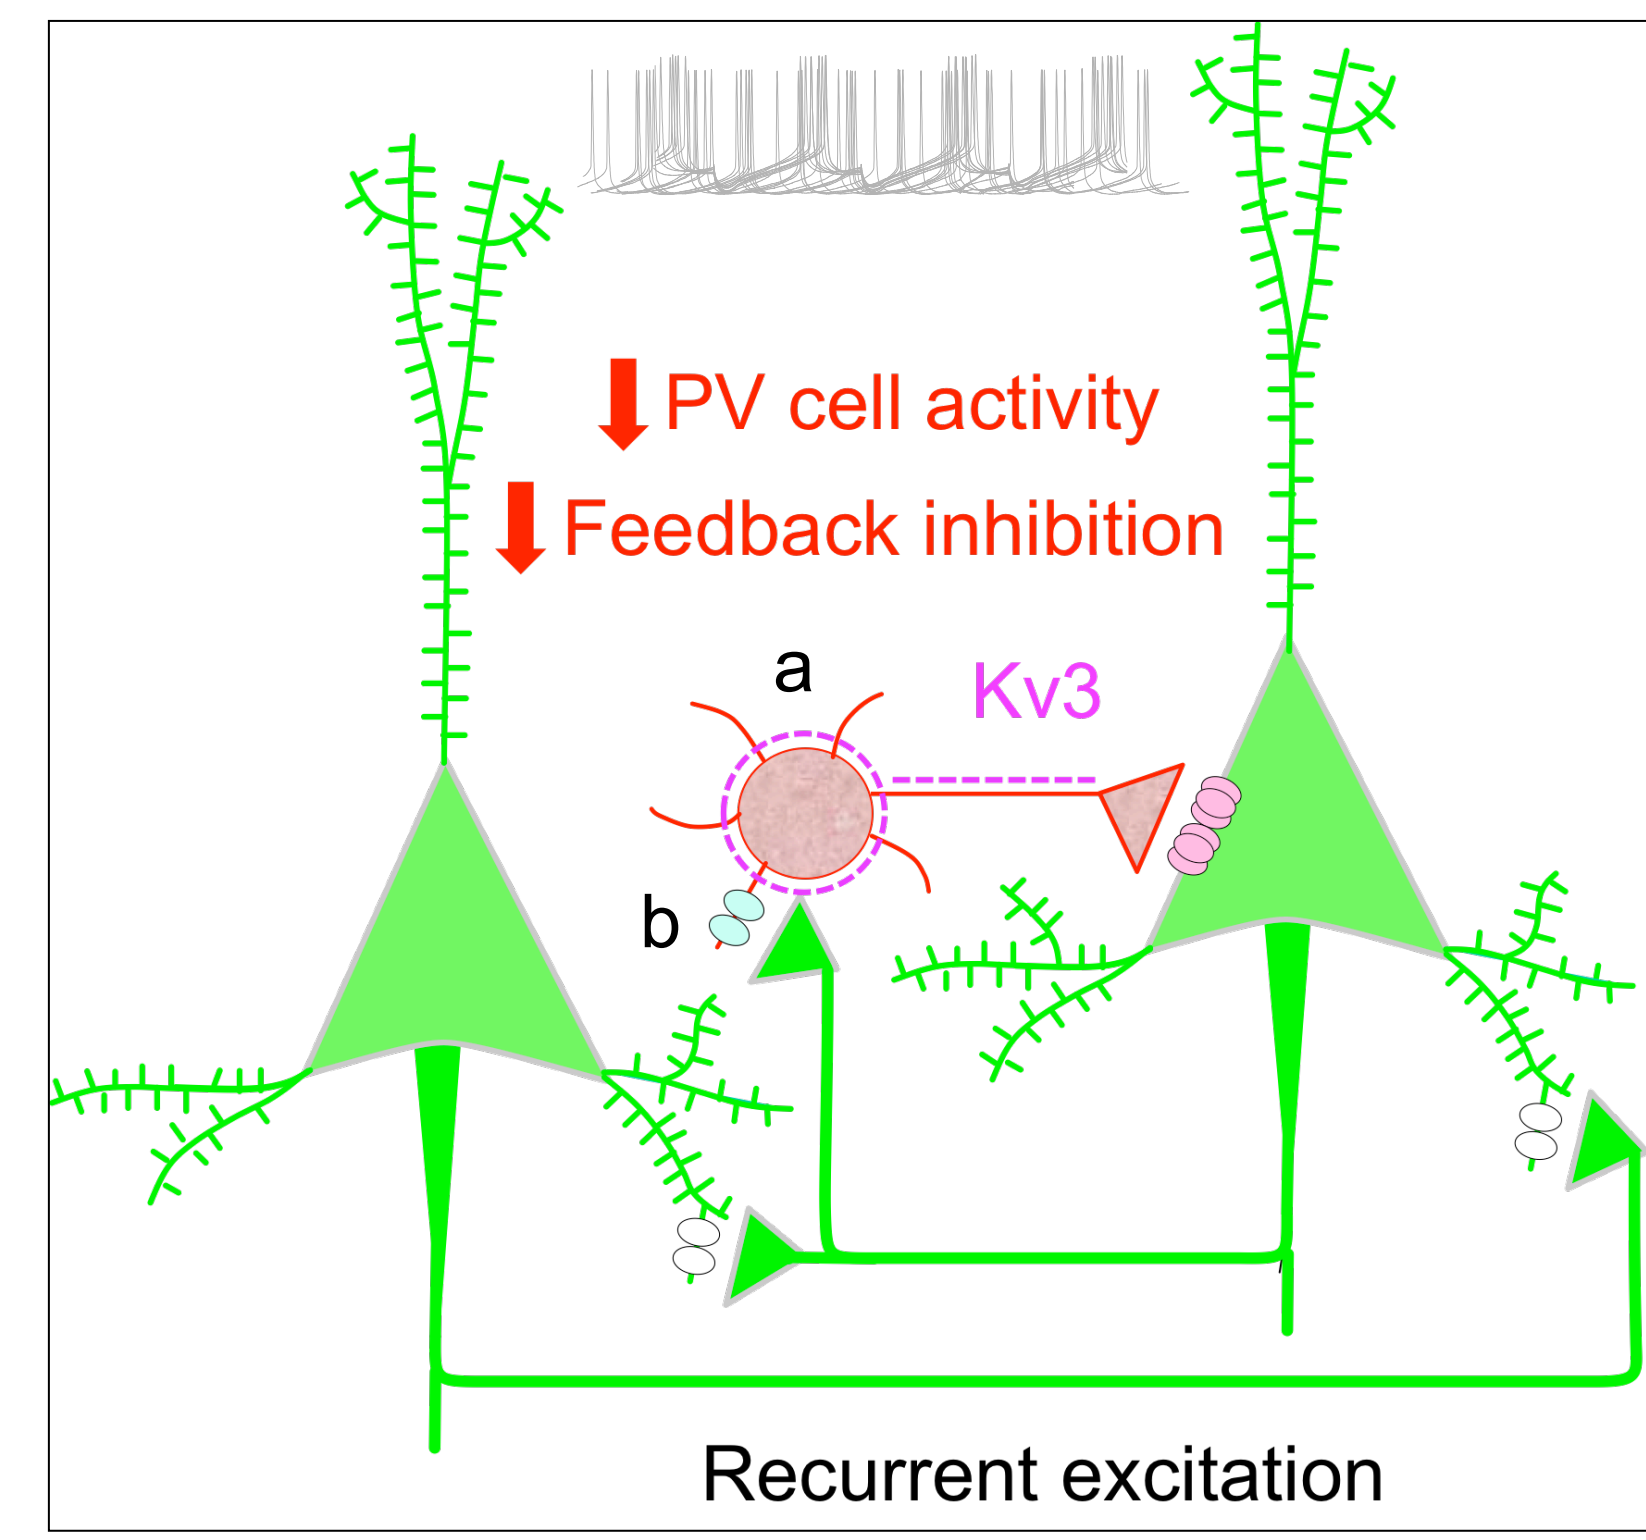 PV cell activity
Feedback inhibition
a
Kv3
b
Recurrent excitation